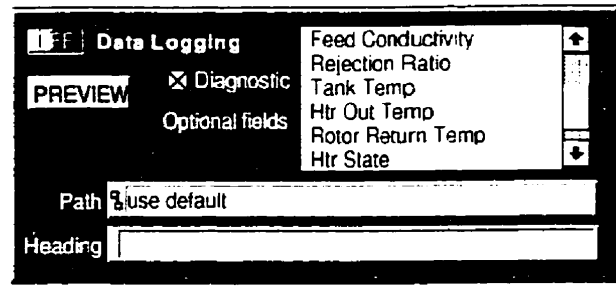 OFF Data Logging
PREVIEW
Diagnostic
Optional fields
Feed Conductivity
Rejection Ratio
Tank Temp
Htr Out Temp
Rotor Return Temp
Htr State
Path use default
Heading